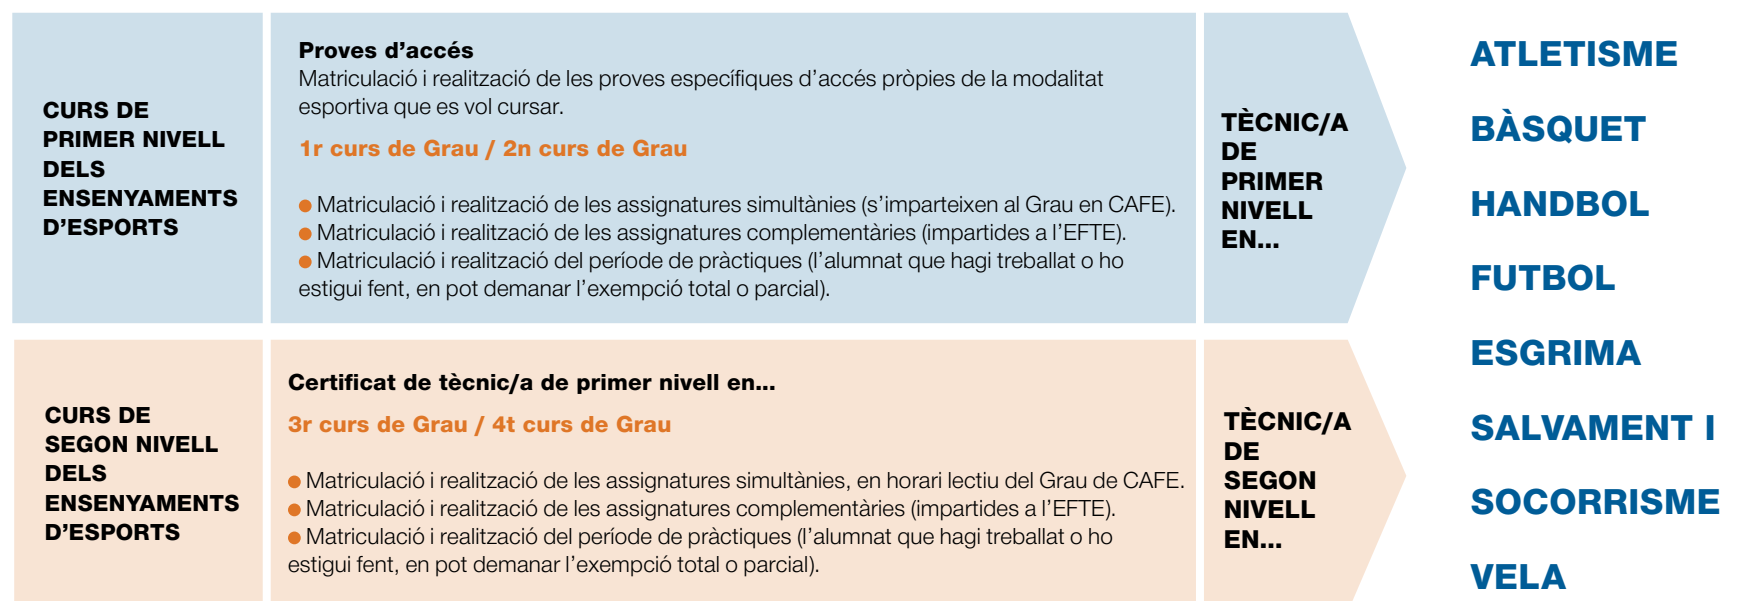 CURS DE
PRIMER NIVELL
DELS
ENSENYAMENTS
D'ESPORTS
Proves d'accés
Matriculació i realització de les proves específiques d'accés pròpies de la modalitat
esportiva que es vol cursar.
1r curs de Grau / 2n curs de Grau
● Matriculació i realització de les assignatures simultànies (s'imparteixen al Grau en CAFE).
● Matriculació i realització de les assignatures complementàries (impartides a l'EFTE).
● Matriculació i realització del període de pràctiques (l'alumnat que hagi treballat o ho
estigui fent, en pot demanar l'exempció total o parcial).
TÈCNIC/A
DE
PRIMER
NIVELL
EN...
CURS DE
SEGON NIVELL
DELS
ENSENYAMENTS
D'ESPORTS
Certificat de tècnic/a de primer nivell en...
3r curs de Grau / 4t curs de Grau
● Matriculació i realització de les assignatures simultànies, en horari lectiu del Grau de CAFE.
● Matriculació i realització de les assignatures complementàries (impartides a l'EFTE).
● Matriculació i realització del període de pràctiques (l'alumnat que hagi treballat o ho
estigui fent, en pot demanar l'exempció total o parcial).
TÈCNIC/A
DE
SEGON
NIVELL
EN...
ATLETISME
BÀSQUET
HANDBOL
FUTBOL
ESGRIMA
SALVAMENT I
SOCORRISME
VELA